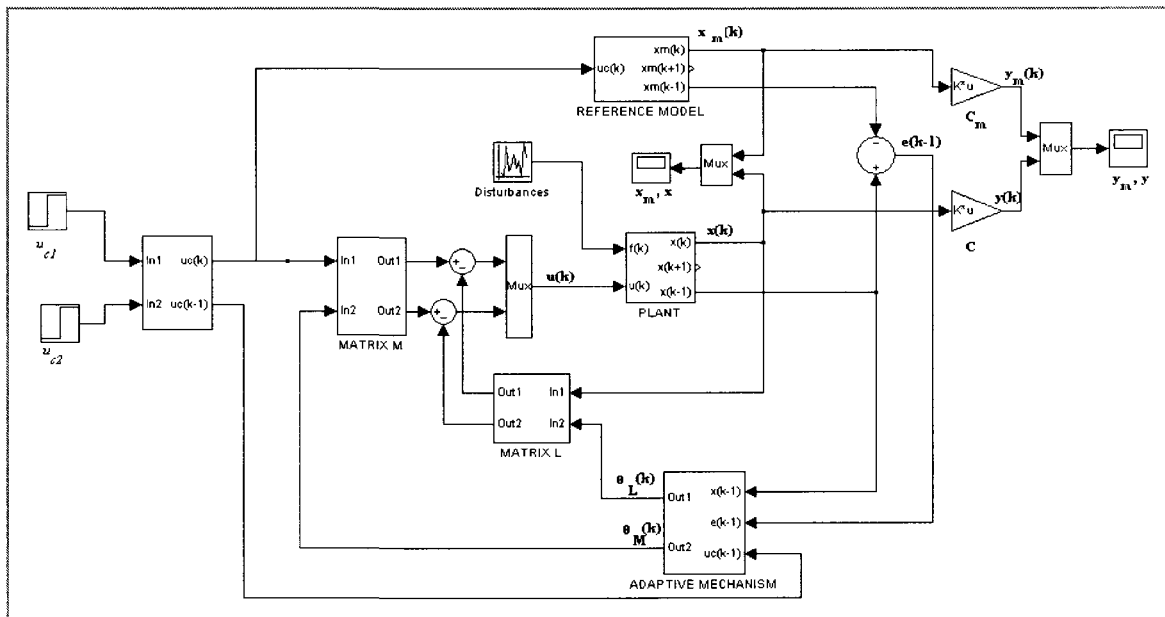 x_m(k)
xm(k)
uc(k) xm(k+1)
xm(k-1)
REFERENCE MODEL
K*u
y_m(k)
C_m
Mux
y_m, y
e(k-1)
-
+
Disturbances
Mux
x_m, x
x(k)
K*u
y(k)
C
u_c1
In1 uc(k)
In2 uc(k-1)
u_c2
In1 Out1
In2 Out2
MATRIX M
+-
+-
Mux
u(k)
f(k) x(k)
x(k+1)
u(k) x(k-1)
PLANT
Out1 In1
Out2 In2
MATRIX L
θ_L(k)
θ_M(k)
Out1 x(k-1)
e(k-1)
Out2 uc(k-1)
ADAPTIVE MECHANISM